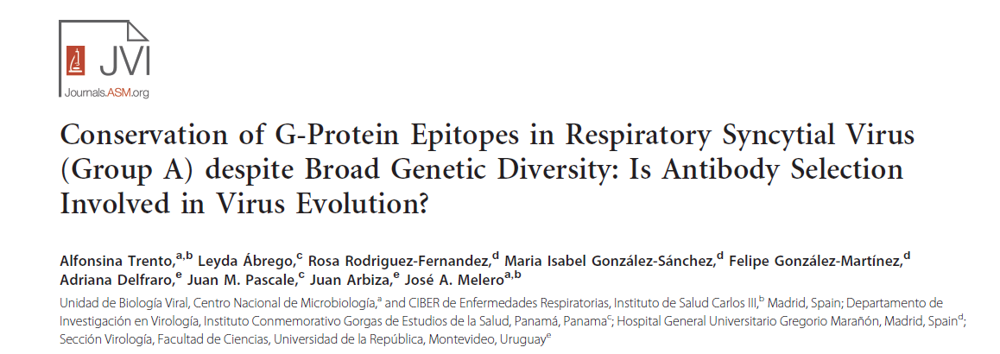 JVI
Journals.ASM.org
Conservation of G-Protein Epitopes in Respiratory Syncytial Virus
(Group A) despite Broad Genetic Diversity: Is Antibody Selection
Involved in Virus Evolution?
Alfonsina Trento,a,b Leyda Ábrego,c Rosa Rodriguez-Fernandez,d Maria Isabel González-Sánchez,d Felipe González-Martínez,d
Adriana Delfraro,e Juan M. Pascale,c Juan Arbiza,e José A. Meleroa,b
Unidad de Biología Viral, Centro Nacional de Microbiología,a and CIBER de Enfermedades Respiratorias, Instituto de Salud Carlos III,b Madrid, Spain; Departamento de
Investigación en Virología, Instituto Conmemorativo Gorgas de Estudios de la Salud, Panamá, Panamac; Hospital General Universitario Gregorio Marañón, Madrid, Spaind;
Sección Virología, Facultad de Ciencias, Universidad de la República, Montevideo, Uruguaye